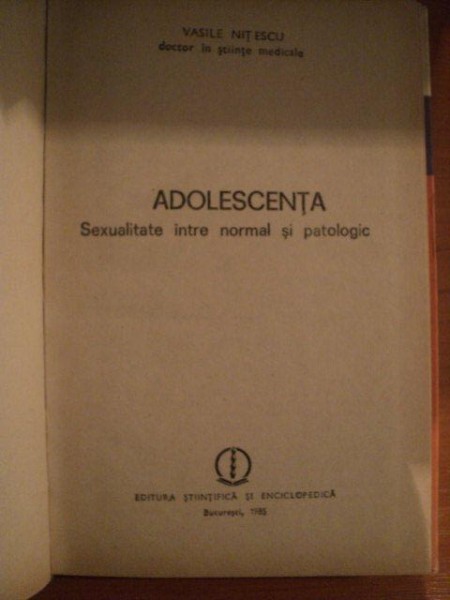 VASILE NIȚESCU
doctor în științe medicale
ADOLESCENȚA
Sexualitate între normal și patologic
EDITURA ȘTIINȚIFICĂ ȘI ENCICLOPEDICĂ
București, 1985